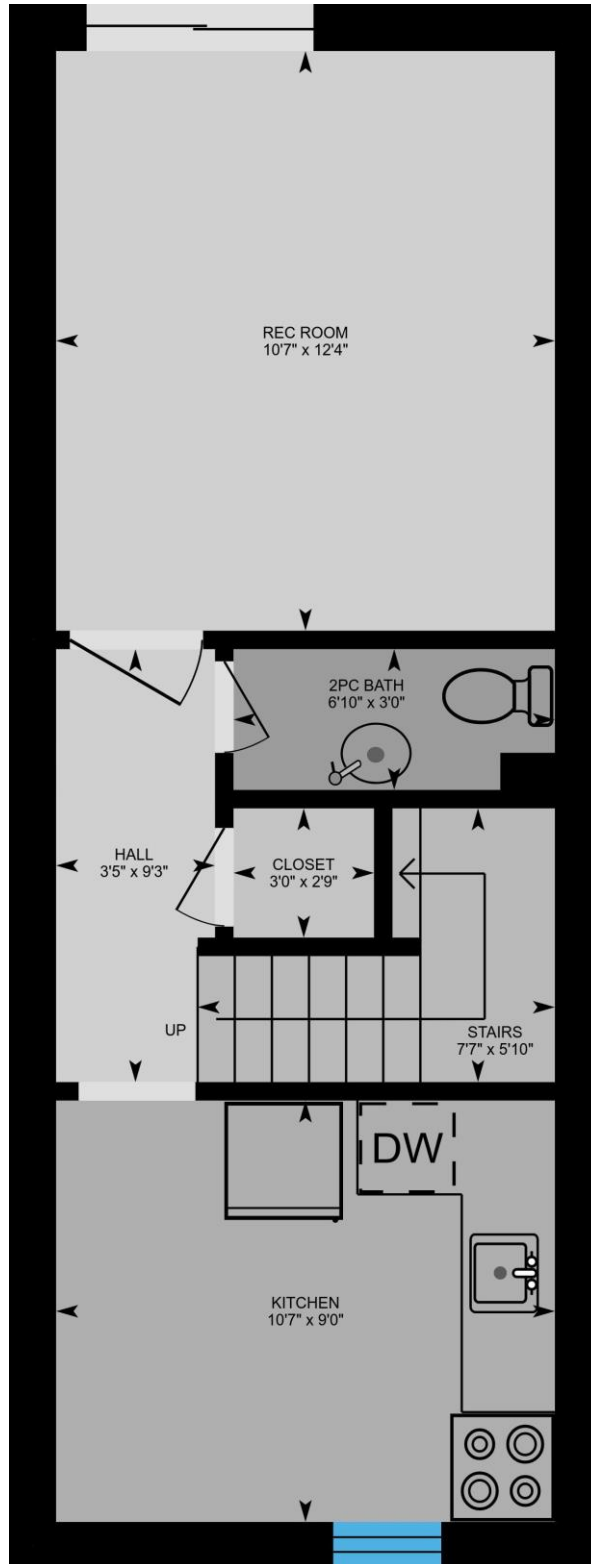 REC ROOM
10'7" x 12'4"
2PC BATH
6'10" x 3'0"
HALL
3'5" x 9'3"
CLOSET
3'0" x 2'9"
UP
STAIRS
7'7" x 5'10"
DW
KITCHEN
10'7" x 9'0"